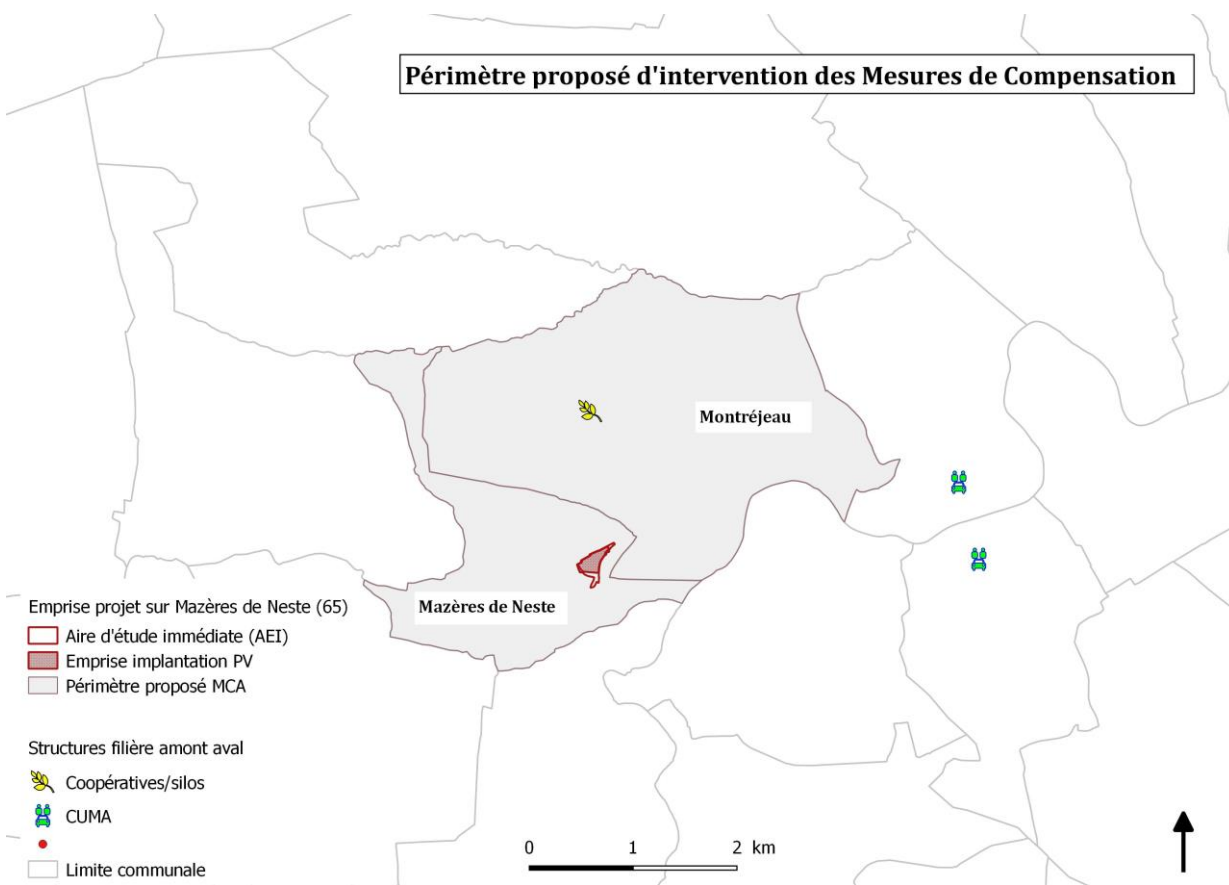 Périmètre proposé d'intervention des Mesures de Compensation
Montréjeau
Mazères de Neste
Emprise projet sur Mazères de Neste (65)
Aire d'étude immédiate (AEI)
Emprise implantation PV
Périmètre proposé MCA
Structures filière amont aval
Coopératives/silos
CUMA
Limite communale
0 1 2 km